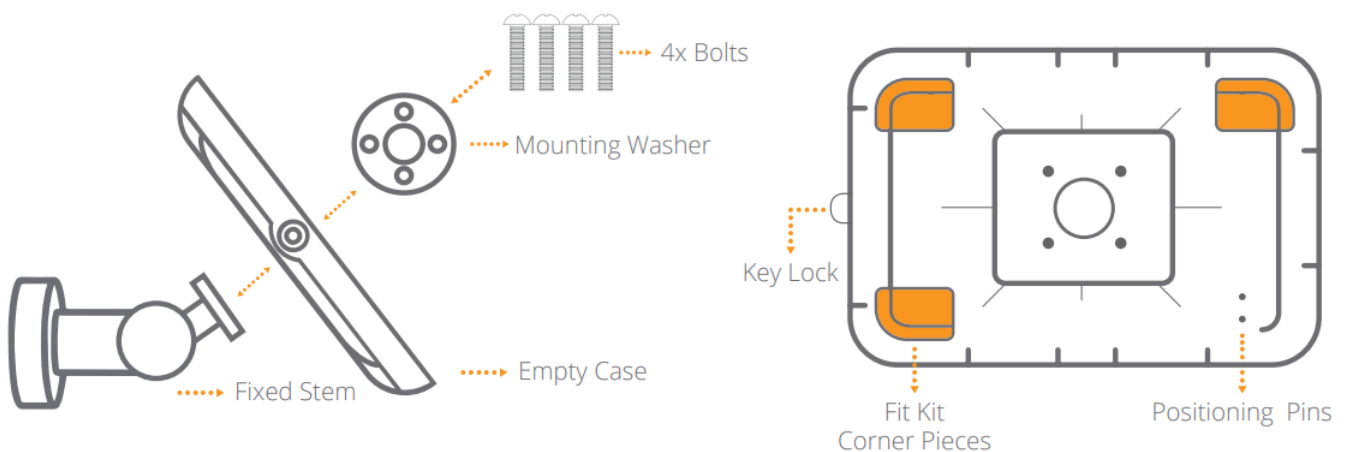 4x Bolts
Mounting Washer
Empty Case
Fixed Stem
Key Lock
Fit Kit
Corner Pieces
Positioning Pins